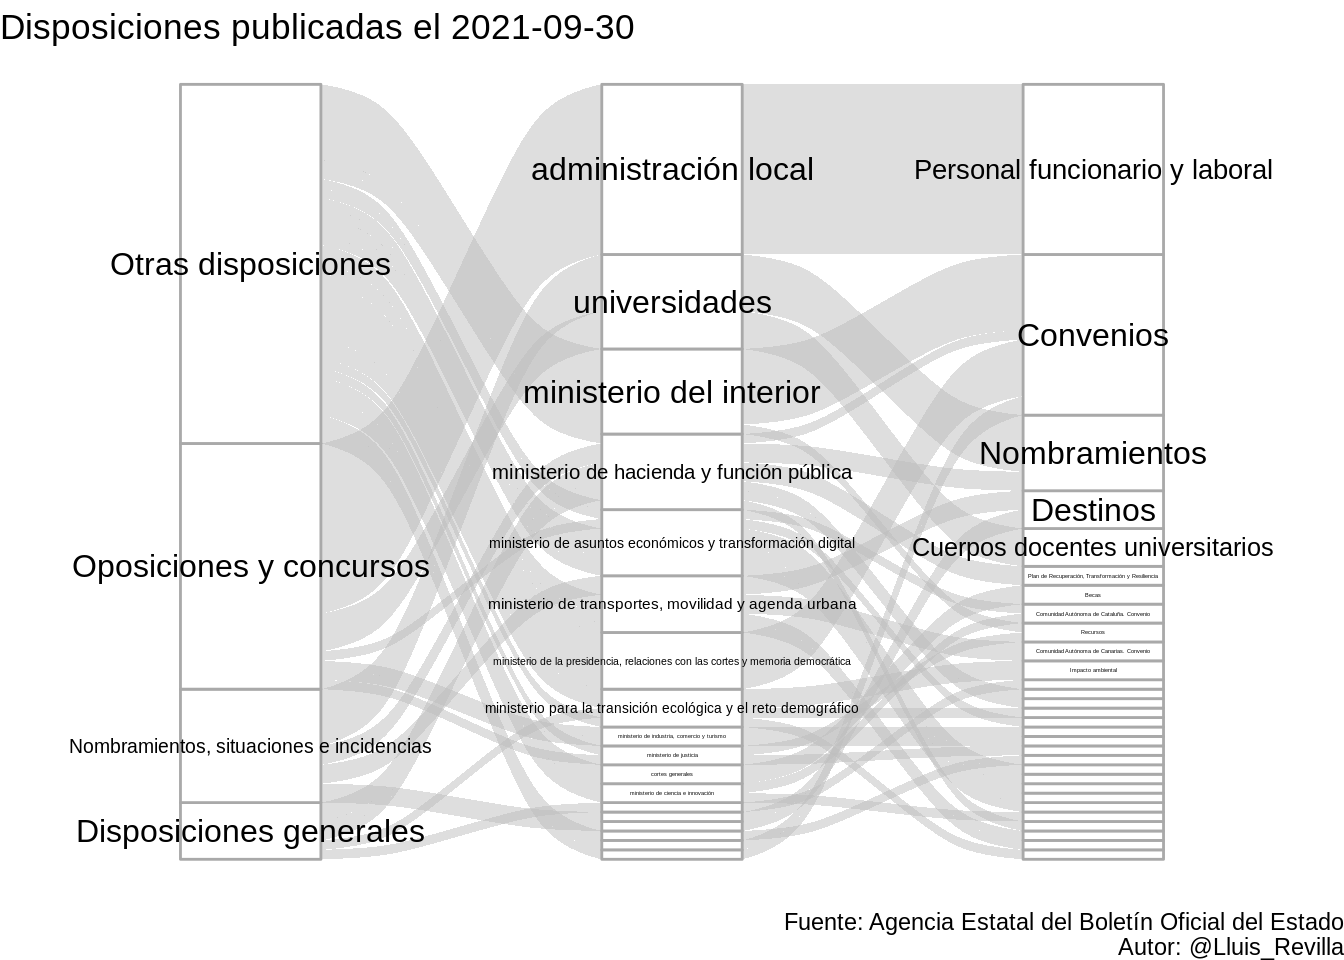 Disposiciones publicadas el 2021-09-30
Otras disposiciones
Oposiciones y concursos
Nombramientos, situaciones e incidencias
Disposiciones generales
administración local
universidades
ministerio del interior
ministerio de hacienda y función pública
ministerio de asuntos económicos y transformación digital
ministerio de transportes, movilidad y agenda urbana
ministerio de la presidencia, relaciones con las cortes y memoria democrática
ministerio para la transición ecológica y el reto demográfico
ministerio de industria, comercio y turismo
ministerio de justicia
cortes generales
ministerio de ciencia e innovación
Personal funcionario y laboral
Convenios
Nombramientos
Destinos
Cuerpos docentes universitarios
Plan de Recuperación, Transformación y Resiliencia
Becas
Comunidad Autónoma de Cataluña. Convenio
Recursos
Comunidad Autónoma de Canarias. Convenio
Impacto ambiental
Fuente: Agencia Estatal del Boletín Oficial del Estado
Autor: @Lluis_Revilla